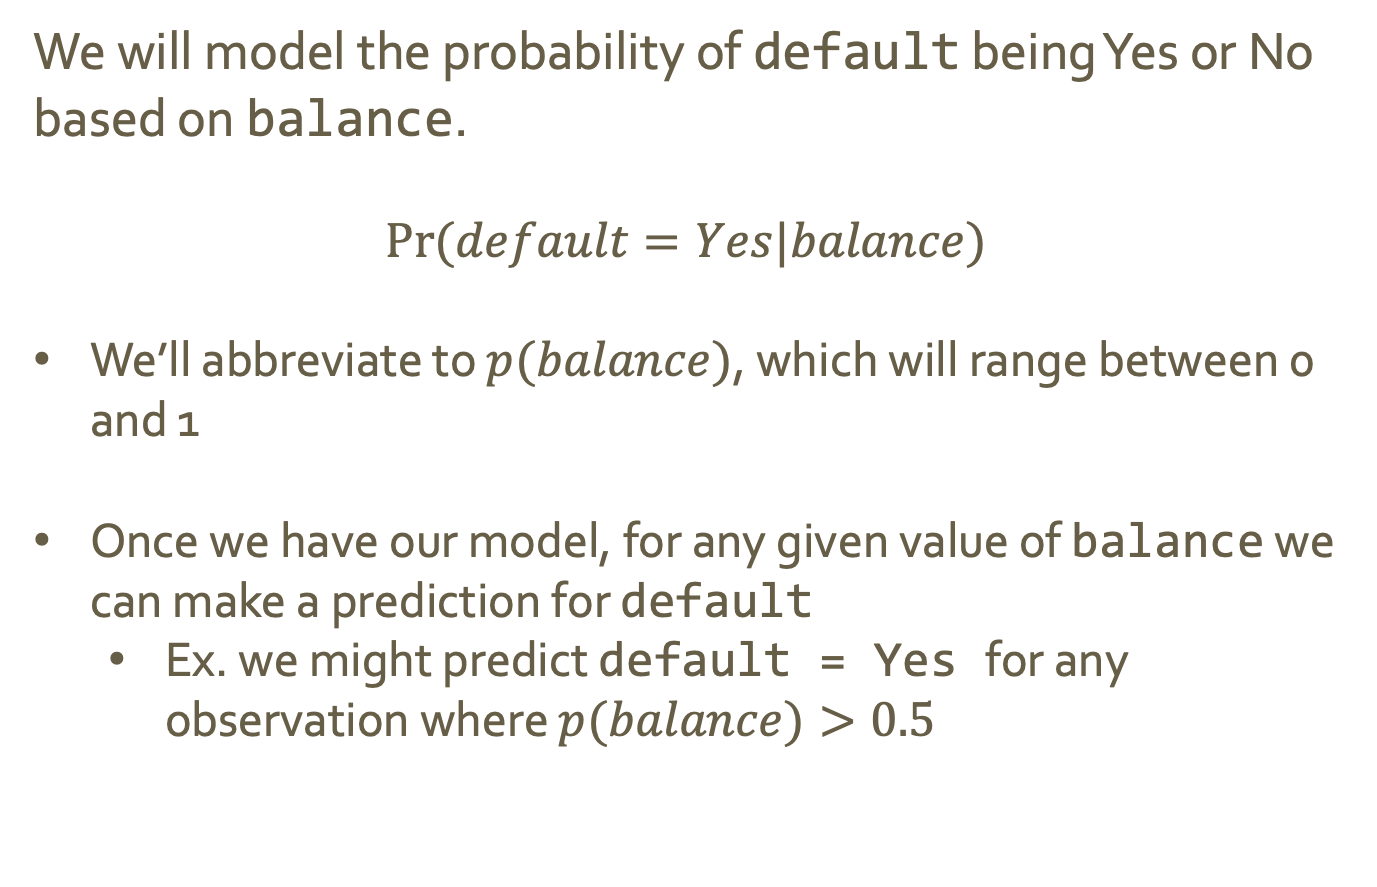 We will model the probability of default being Yes or No
based on balance.
Pr(default = Yes|balance)
• We’ll abbreviate to p(balance), which will range between 0
and 1
• Once we have our model, for any given value of balance we
can make a prediction for default
• Ex. we might predict default = Yes for any
observation where p(balance) > 0.5